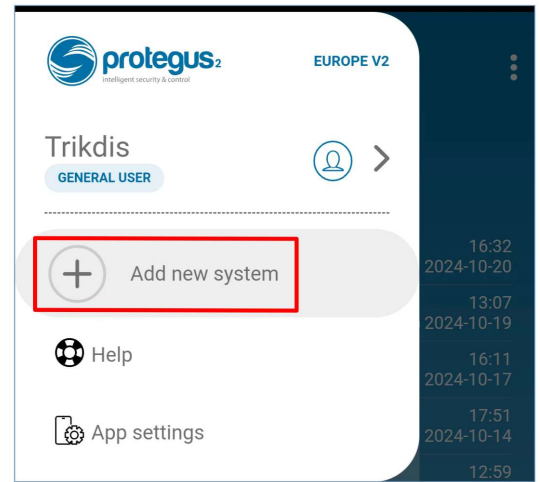 protegus2
intelligent security & control
EUROPE V2
Trikdis
GENERAL USER
Add new system
Help
App settings
16:32
2024-10-20
13:07
2024-10-19
16:11
2024-10-17
17:51
2024-10-14
12:59